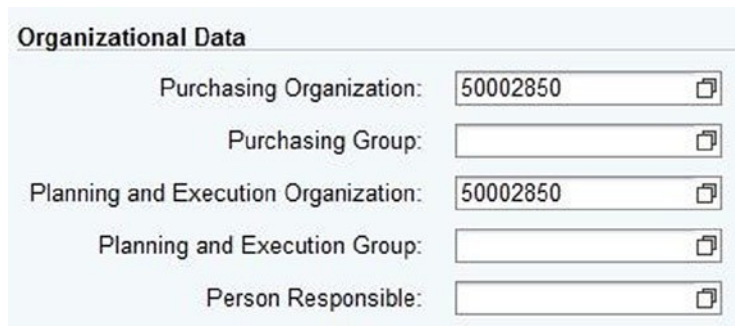 Organizational Data
Purchasing Organization: 50002850
Purchasing Group:
Planning and Execution Organization: 50002850
Planning and Execution Group:
Person Responsible: